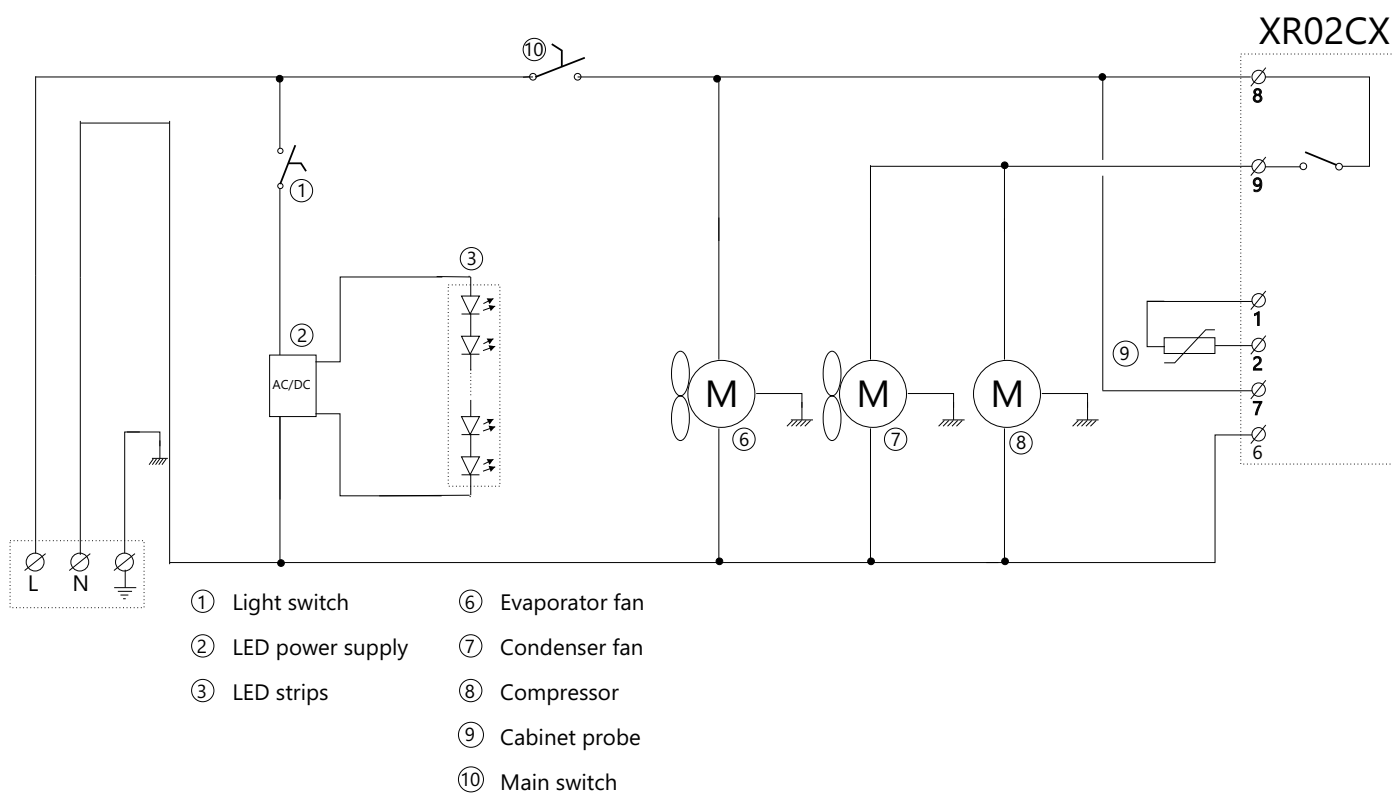 XR02CX
⑩
8
①
9
③
②
AC/DC
1
⑨
2
M
M
M
7
⑥
⑦
⑧
6
L N
① Light switch
② LED power supply
③ LED strips
⑥ Evaporator fan
⑦ Condenser fan
⑧ Compressor
⑨ Cabinet probe
⑩ Main switch